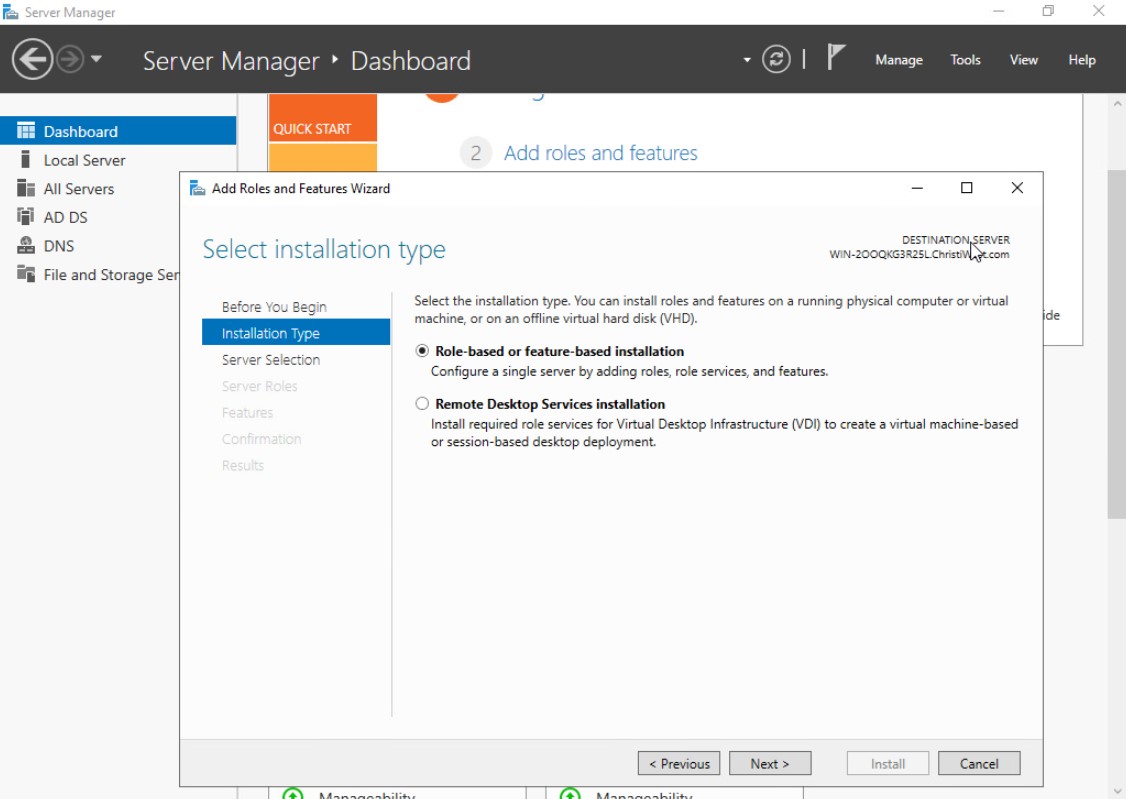 Server Manager
Server Manager ‣ Dashboard
Manage Tools View Help
Dashboard
Local Server
All Servers
AD DS
DNS
File and Storage Ser
QUICK START
2 Add roles and features
ide
Add Roles and Features Wizard
Select installation type
DESTINATION SERVER
Before You Begin
Installation Type
Server Selection
Server Roles
Features
Confirmation
Results
Select the installation type. You can install roles and features on a running physical computer or virtual
machine, or on an offline virtual hard disk (VHD).
Role-based or feature-based installation
Configure a single server by adding roles, role services, and features.
Remote Desktop Services installation
Install required role services for Virtual Desktop Infrastructure (VDI) to create a virtual machine-based
or session-based desktop deployment.
< Previous Next > Install Cancel
Manageability Manageability